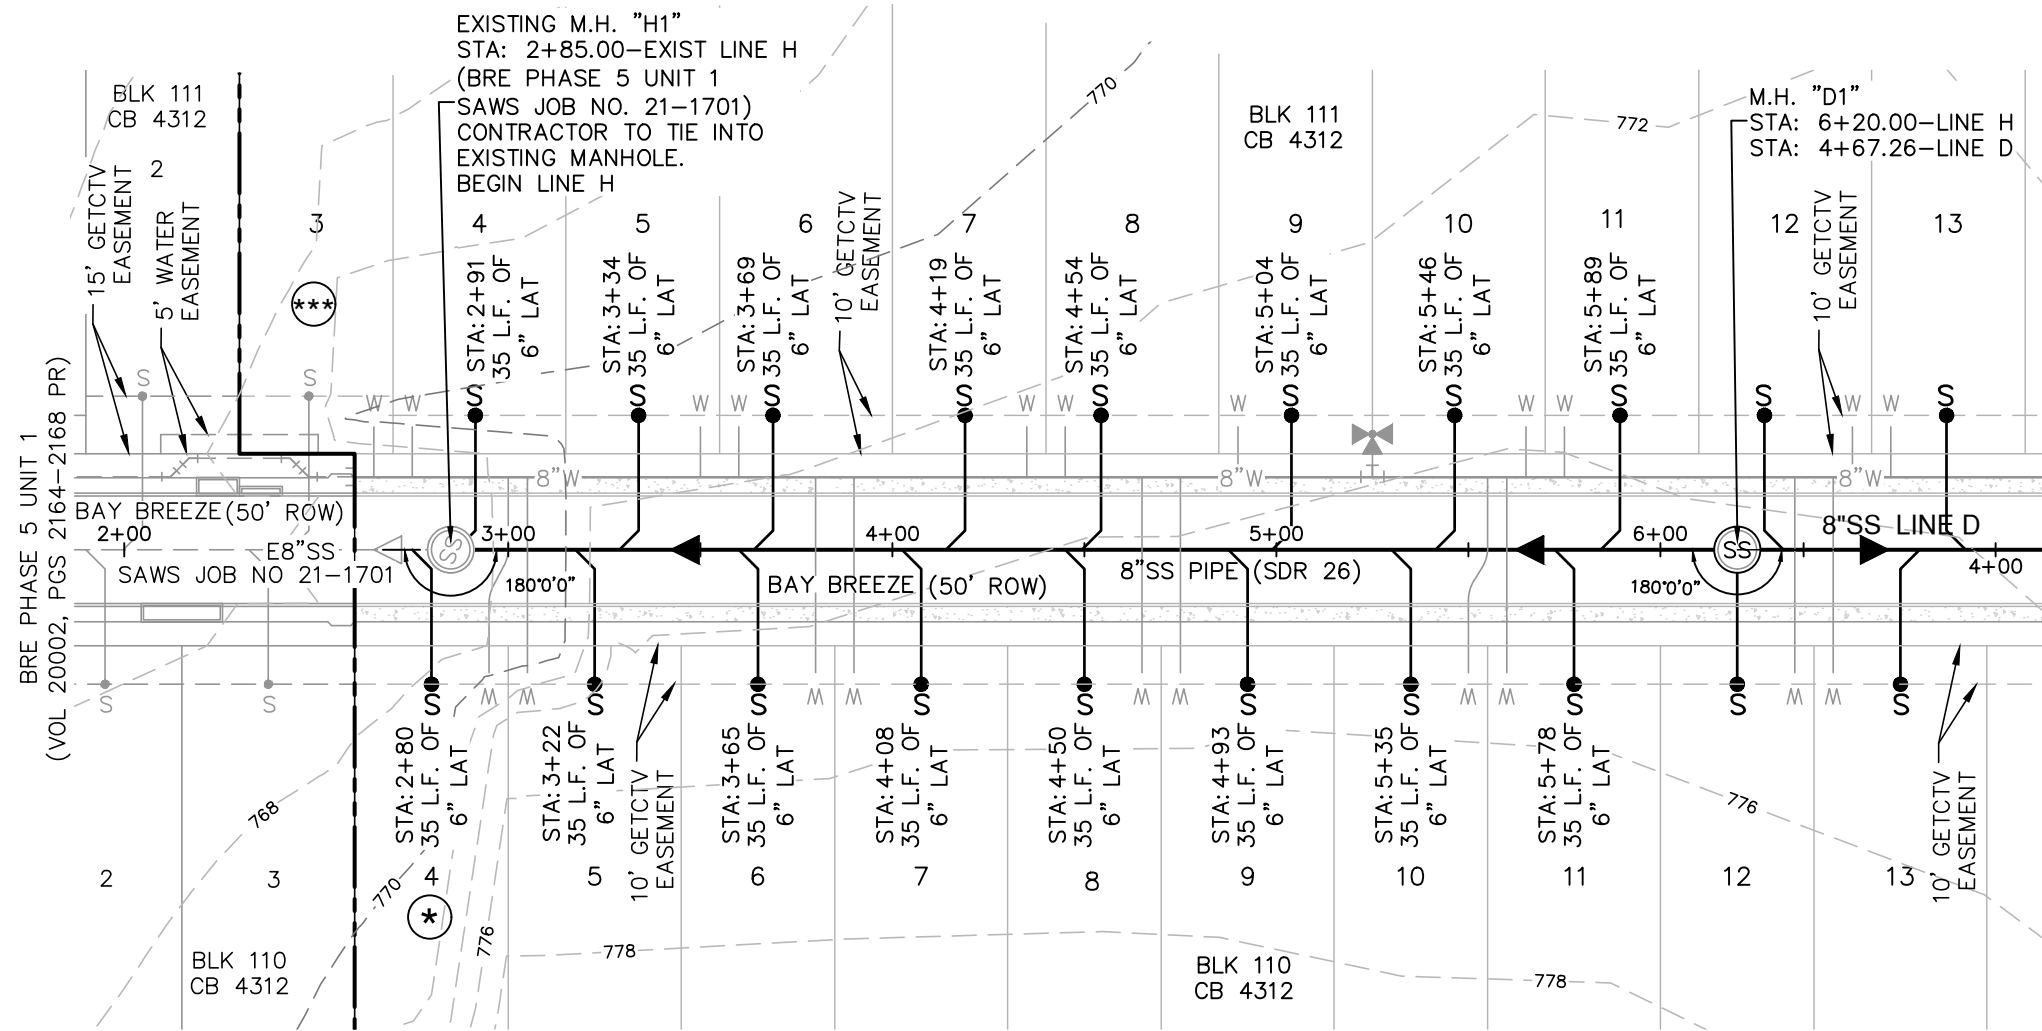 EXISTING M.H. "H1"
STA: 2+85.00-EXIST LINE H
(BRE PHASE 5 UNIT 1
SAWS JOB NO. 21-1701)
CONTRACTOR TO TIE INTO
EXISTING MANHOLE.
BEGIN LINE H
M.H. "D1"
STA: 6+20.00-LINE H
STA: 4+67.26-LINE D
BLK 111
CB 4312
BLK 111
CB 4312
770
772
2
3
4
5
6
7
8
9
10
11
12
13
15' GETCTV
EASEMENT
5' WATER
EASEMENT
10' GETCTV
EASEMENT
10' GETCTV
EASEMENT
***
STA: 2+91
35 L.F. OF
6" LAT
STA: 3+34
35 L.F. OF
6" LAT
STA: 3+69
35 L.F. OF
6" LAT
STA: 4+19
35 L.F. OF
6" LAT
STA: 4+54
35 L.F. OF
6" LAT
STA: 5+04
35 L.F. OF
6" LAT
STA: 5+46
35 L.F. OF
6" LAT
STA: 5+89
35 L.F. OF
6" LAT
S S S S S S S S S S S S
W W W W W W W W W W W
8"W 8"W 8"W
BRE PHASE 5 UNIT 1
(VOL 20002, PGS 2164-2168 PR)
BAY BREEZE (50' ROW)
2+00
E8"SS
SAWS JOB NO 21-1701
SS
3+00
180°0'0"
4+00
BAY BREEZE (50' ROW)
5+00
8"SS PIPE (SDR 26)
6+00
SS
180°0'0"
8"SS LINE D
4+00
S S S S S S S S S S S S
W W W W W W W W W W W W
STA: 2+80
35 L.F. OF
6" LAT
STA: 3+22
35 L.F. OF
6" LAT
STA: 3+65
35 L.F. OF
6" LAT
STA: 4+08
35 L.F. OF
6" LAT
STA: 4+50
35 L.F. OF
6" LAT
STA: 4+93
35 L.F. OF
6" LAT
STA: 5+35
35 L.F. OF
6" LAT
STA: 5+78
35 L.F. OF
6" LAT
10' GETCTV
EASEMENT
10' GETCTV
EASEMENT
768
770
776
776
778
778
2
3
4
5
6
7
8
9
10
11
12
13
*
BLK 110
CB 4312
BLK 110
CB 4312